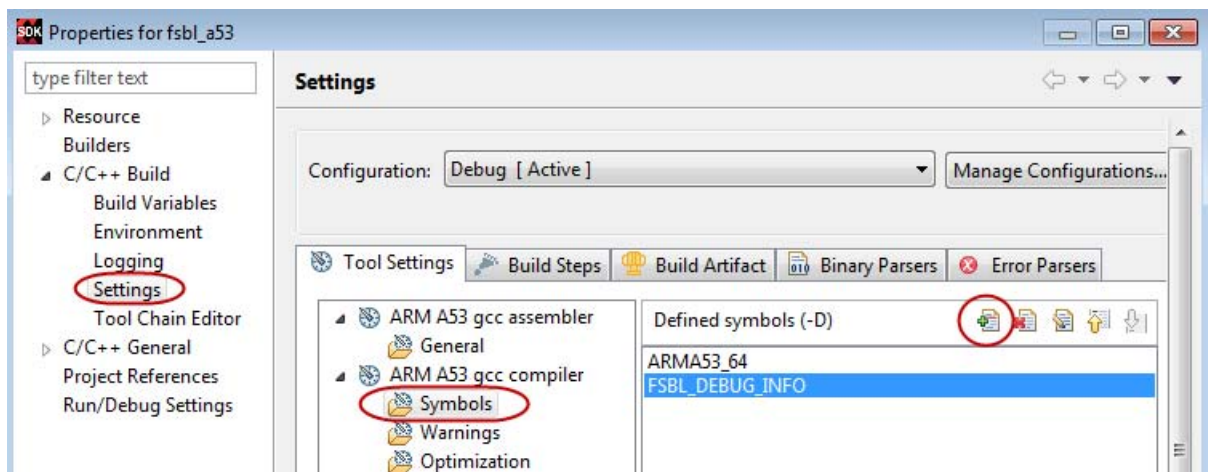 SDK Properties for fsbl_a53
type filter text
Resource
Builders
C/C++ Build
Build Variables
Environment
Logging
Settings
Tool Chain Editor
C/C++ General
Project References
Run/Debug Settings
Settings
Configuration: Debug [ Active ] Manage Configurations...
Tool Settings Build Steps Build Artifact 010 Binary Parsers Error Parsers
ARM A53 gcc assembler
General
ARM A53 gcc compiler
Symbols
Warnings
Optimization
Defined symbols (-D)
ARMA53_64
FSBL_DEBUG_INFO